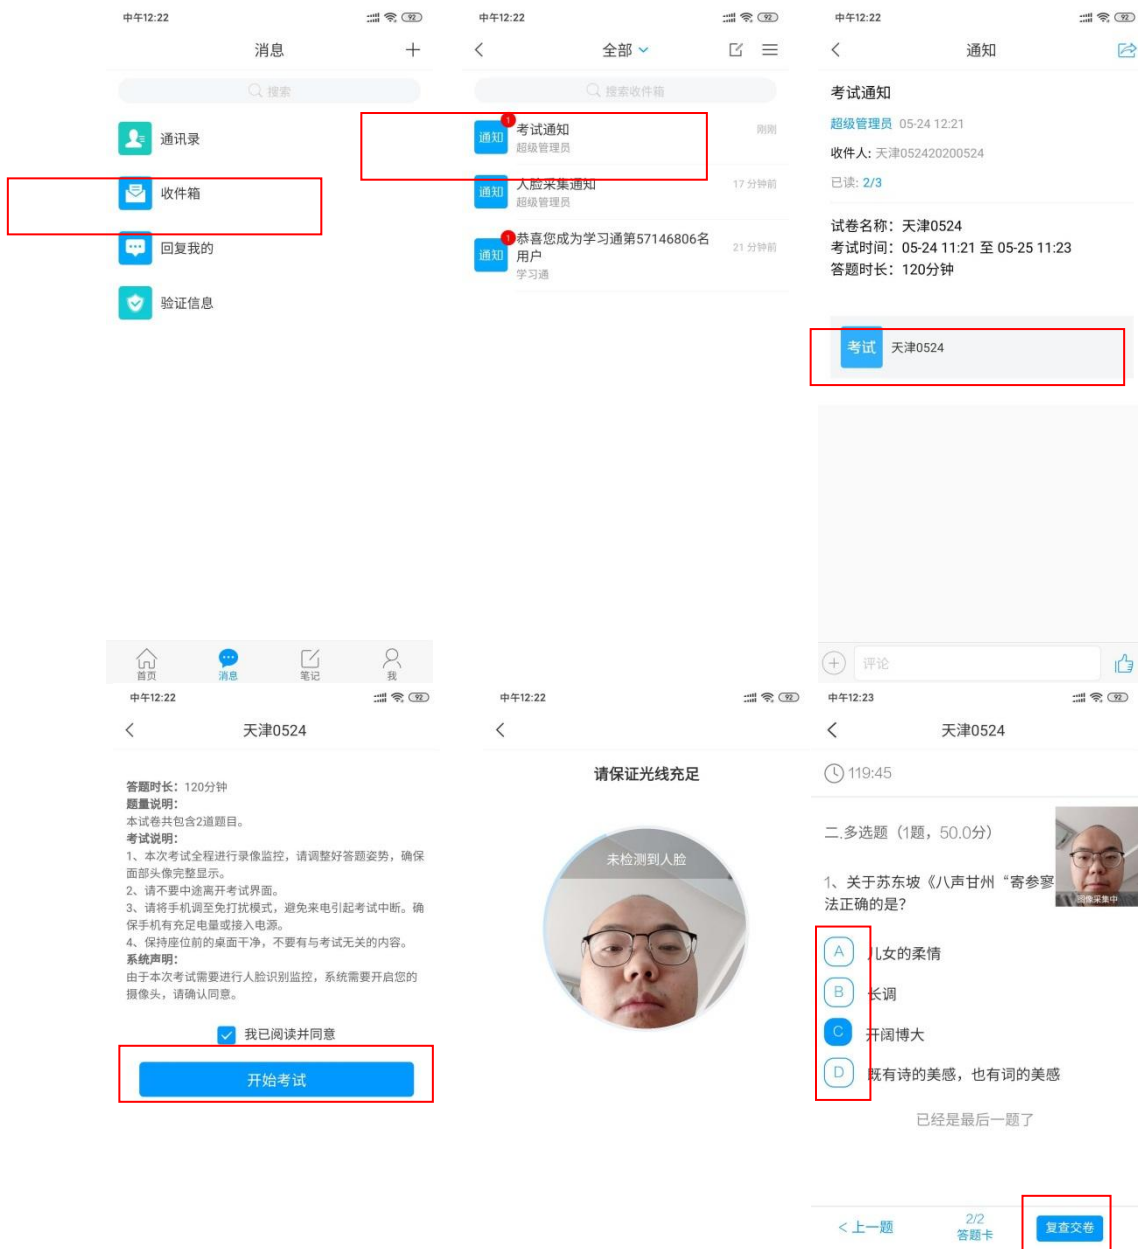 中午12:22
92
消息
搜索
通讯录
收件箱
回复我的
验证信息
首页
消息
笔记
我
中午12:22
92
全部
搜索收件箱
通知
1
考试通知
超级管理员
刚刚
通知
人脸采集通知
超级管理员
17 分钟前
通知
1
恭喜您成为学习通第57146806名
用户
学习通
21 分钟前
中午12:22
92
通知
考试通知
超级管理员 05-24 12:21
收件人: 天津052420200524
已读: 2/3
试卷名称：天津0524
考试时间：05-24 11:21 至 05-25 11:23
答题时长：120分钟
考试
天津0524
评论
中午12:22
92
天津0524
答题时长：120分钟
题量说明：
本试卷共包含2道题目。
考试说明：
1、本次考试全程进行录像监控，请调整好答题姿势，确保
面部头像完整显示。
2、请不要中途离开考试界面。
3、请将手机调至免打扰模式，避免来电引起考试中断。确
保手机有充足电量或接入电源。
4、保持座位前的桌面干净，不要有与考试无关的内容。
系统声明：
由于本次考试需要进行人脸识别监控，系统需要开启您的
摄像头，请确认同意。
我已阅读并同意
开始考试
中午12:22
92
请保证光线充足
未检测到人脸
中午12:23
92
天津0524
119:45
二.多选题（1题，50.0分）
1、关于苏东坡《八声甘州“寄参寥
法正确的是?
图像采集中
A 儿女的柔情
B 长调
C 开阔博大
D 既有诗的美感，也有词的美感
已经是最后一题了
< 上一题
2/2
答题卡
复查交卷